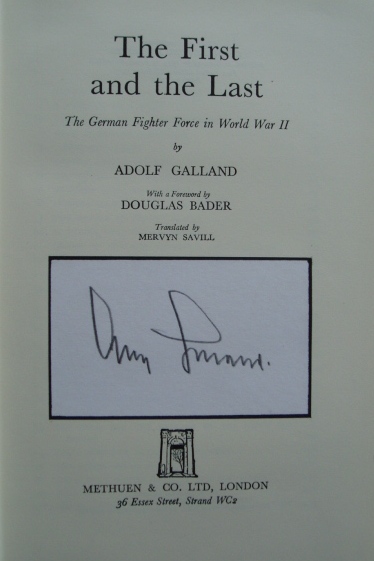 The First
and the Last
The German Fighter Force in World War II
by
ADOLF GALLAND
With a Foreword by
DOUGLAS BADER
Translated by
MERVYN SAVILL
METHUEN & CO. LTD, LONDON
36 Essex Street, Strand WC2